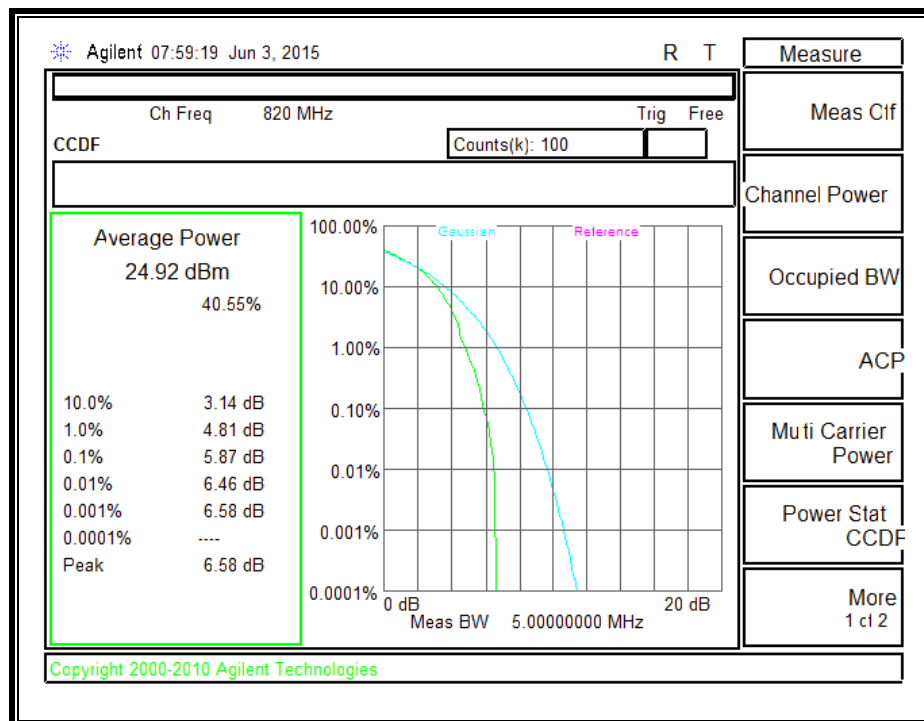 Agilent 07:59:19 Jun 3, 2015 R T
Measure
Ch Freq 820 MHz Trig Free
CCDF Counts(k): 100
Average Power
24.92 dBm
40.55%
10.0% 3.14 dB
1.0% 4.81 dB
0.1% 5.87 dB
0.01% 6.46 dB
0.001% 6.58 dB
0.0001% ----
Peak 6.58 dB
Gaussian Reference
100.00%
10.00%
1.00%
0.10%
0.01%
0.001%
0.0001%
0 dB 20 dB
Meas BW 5.00000000 MHz
Meas Off
Channel Power
Occupied BW
ACP
Multi Carrier
Power
Power Stat
CCDF
More
1 of 2
Copyright 2000-2010 Agilent Technologies